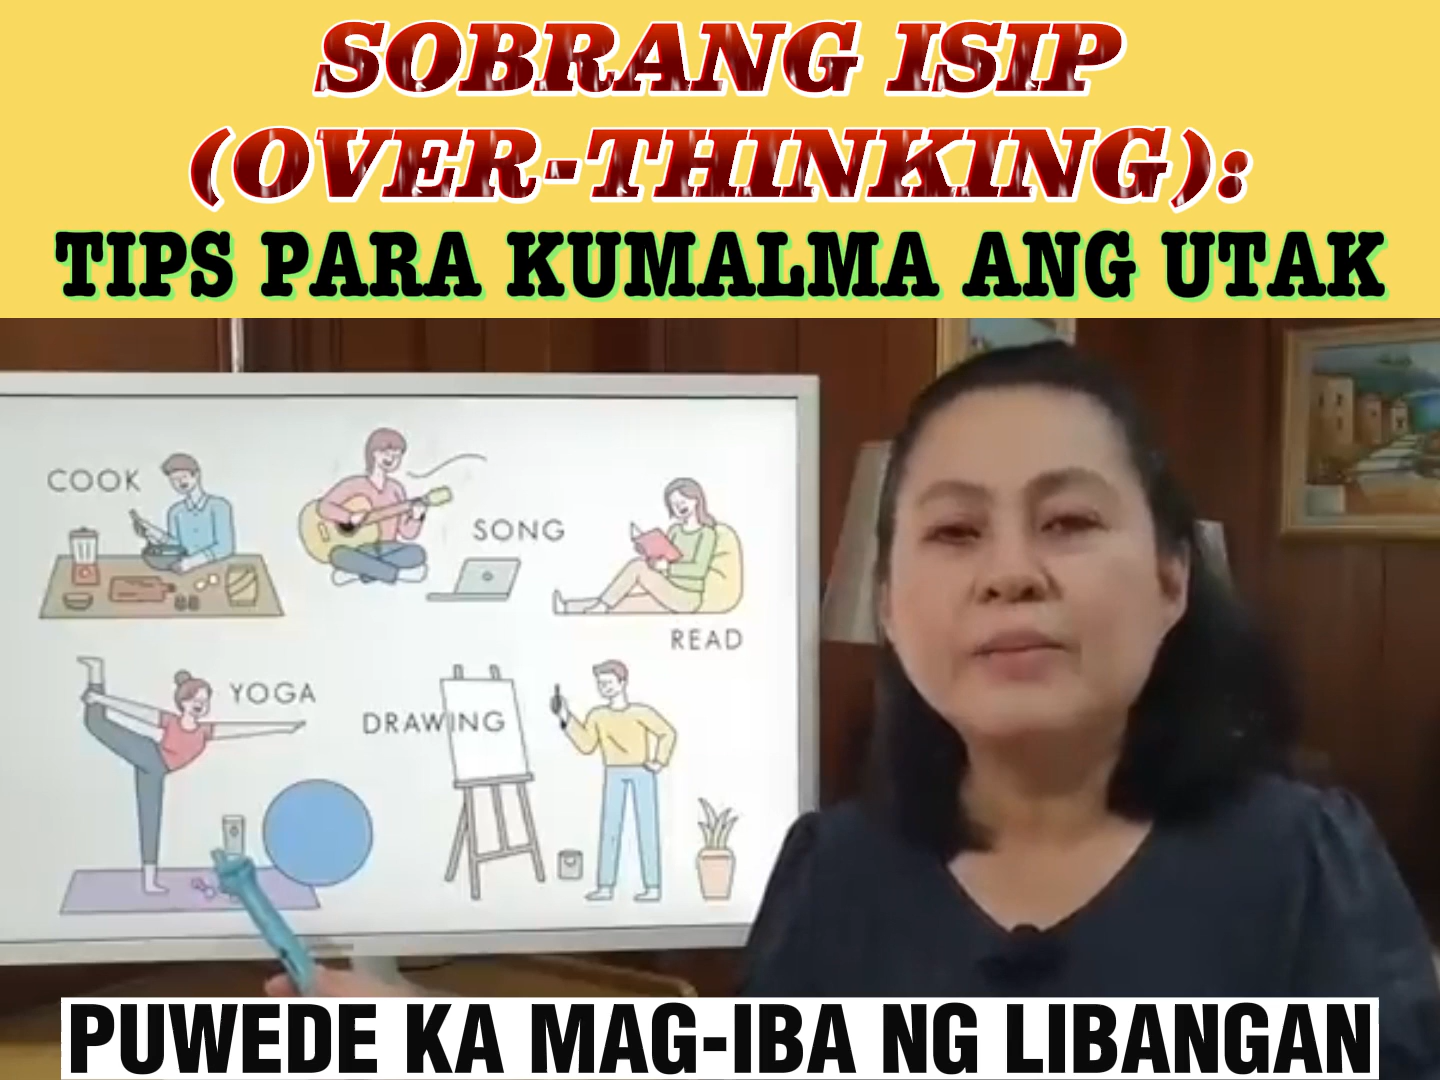 SOBRANG ISIP
(OVER-THINKING):
TIPS PARA KUMALMA ANG UTAK
COOK
SONG
READ
YOGA
DRAWING
PUWEDE KA MAG-IBA NG LIBANGAN